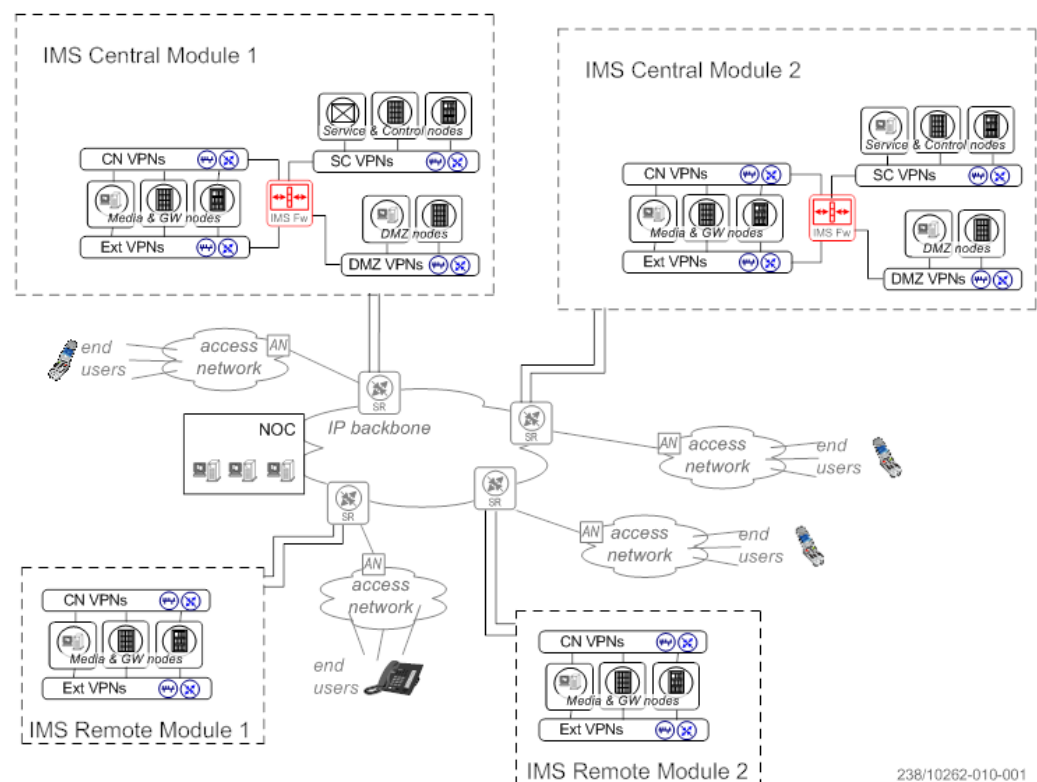 IMS Central Module 1
Service & Control nodes
CN VPNs
SC VPNs
Media & GW nodes
IMS Fw
DMZ nodes
Ext VPNs
DMZ VPNs
IMS Central Module 2
Service & Control nodes
CN VPNs
SC VPNs
Media & GW nodes
IMS Fw
DMZ nodes
Ext VPNs
DMZ VPNs
end
users
access
network
AN
SR
NOC
IP backbone
SR
AN
access
network
end
users
SR
SR
AN
access
network
end
users
AN
access
network
end
users
CN VPNs
Media & GW nodes
Ext VPNs
IMS Remote Module 1
CN VPNs
Media & GW nodes
Ext VPNs
IMS Remote Module 2
238/10262-010-001